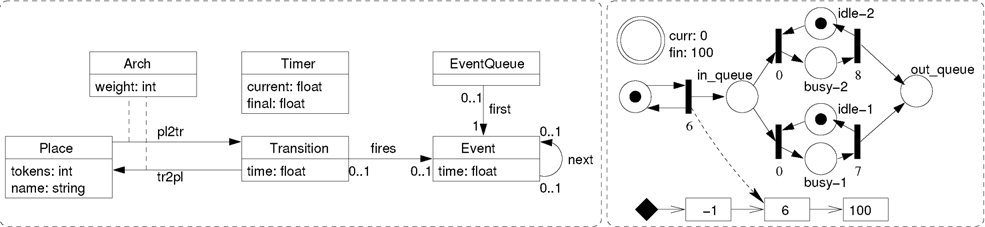 Arch
weight: int
Timer
current: float
final: float
EventQueue
0..1
first
1
pl2tr
tr2pl
Place
tokens: int
name: string
Transition
time: float
0..1
fires
0..1
Event
time: float
0..1
next
0..1
curr: 0
fin: 100
idle-2
0
8
busy-2
in_queue
out_queue
6
idle-1
0
7
busy-1
-1
6
100